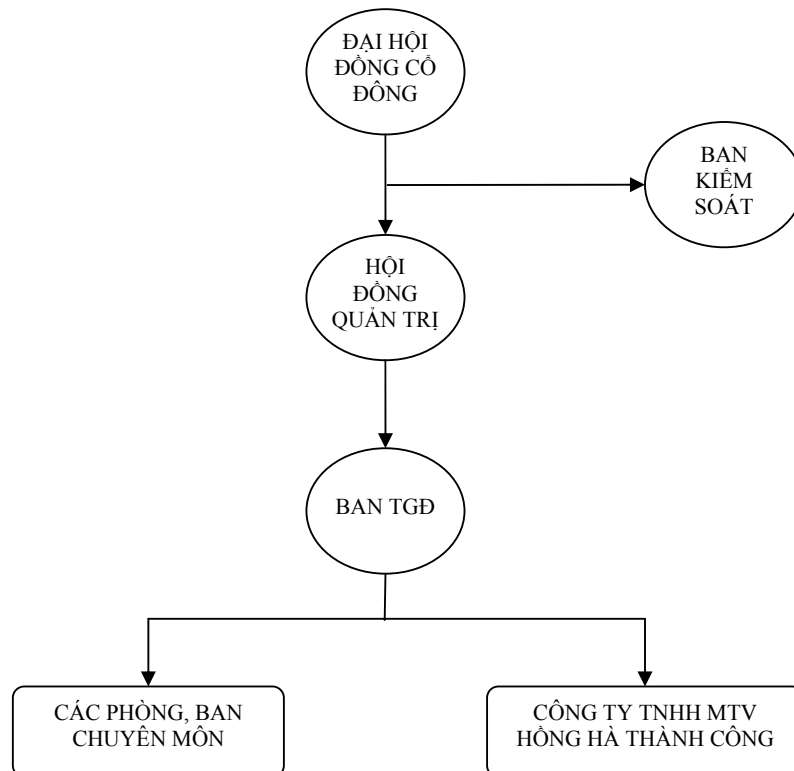 ĐẠI HỘI
ĐỒNG CỔ
ĐÔNG
BAN
KIỂM
SOÁT
HỘI
ĐỒNG
QUẢN TRỊ
BAN TGĐ
CÁC PHÒNG, BAN
CHUYÊN MÔN
CÔNG TY TNHH MTV
HỒNG HÀ THÀNH CÔNG